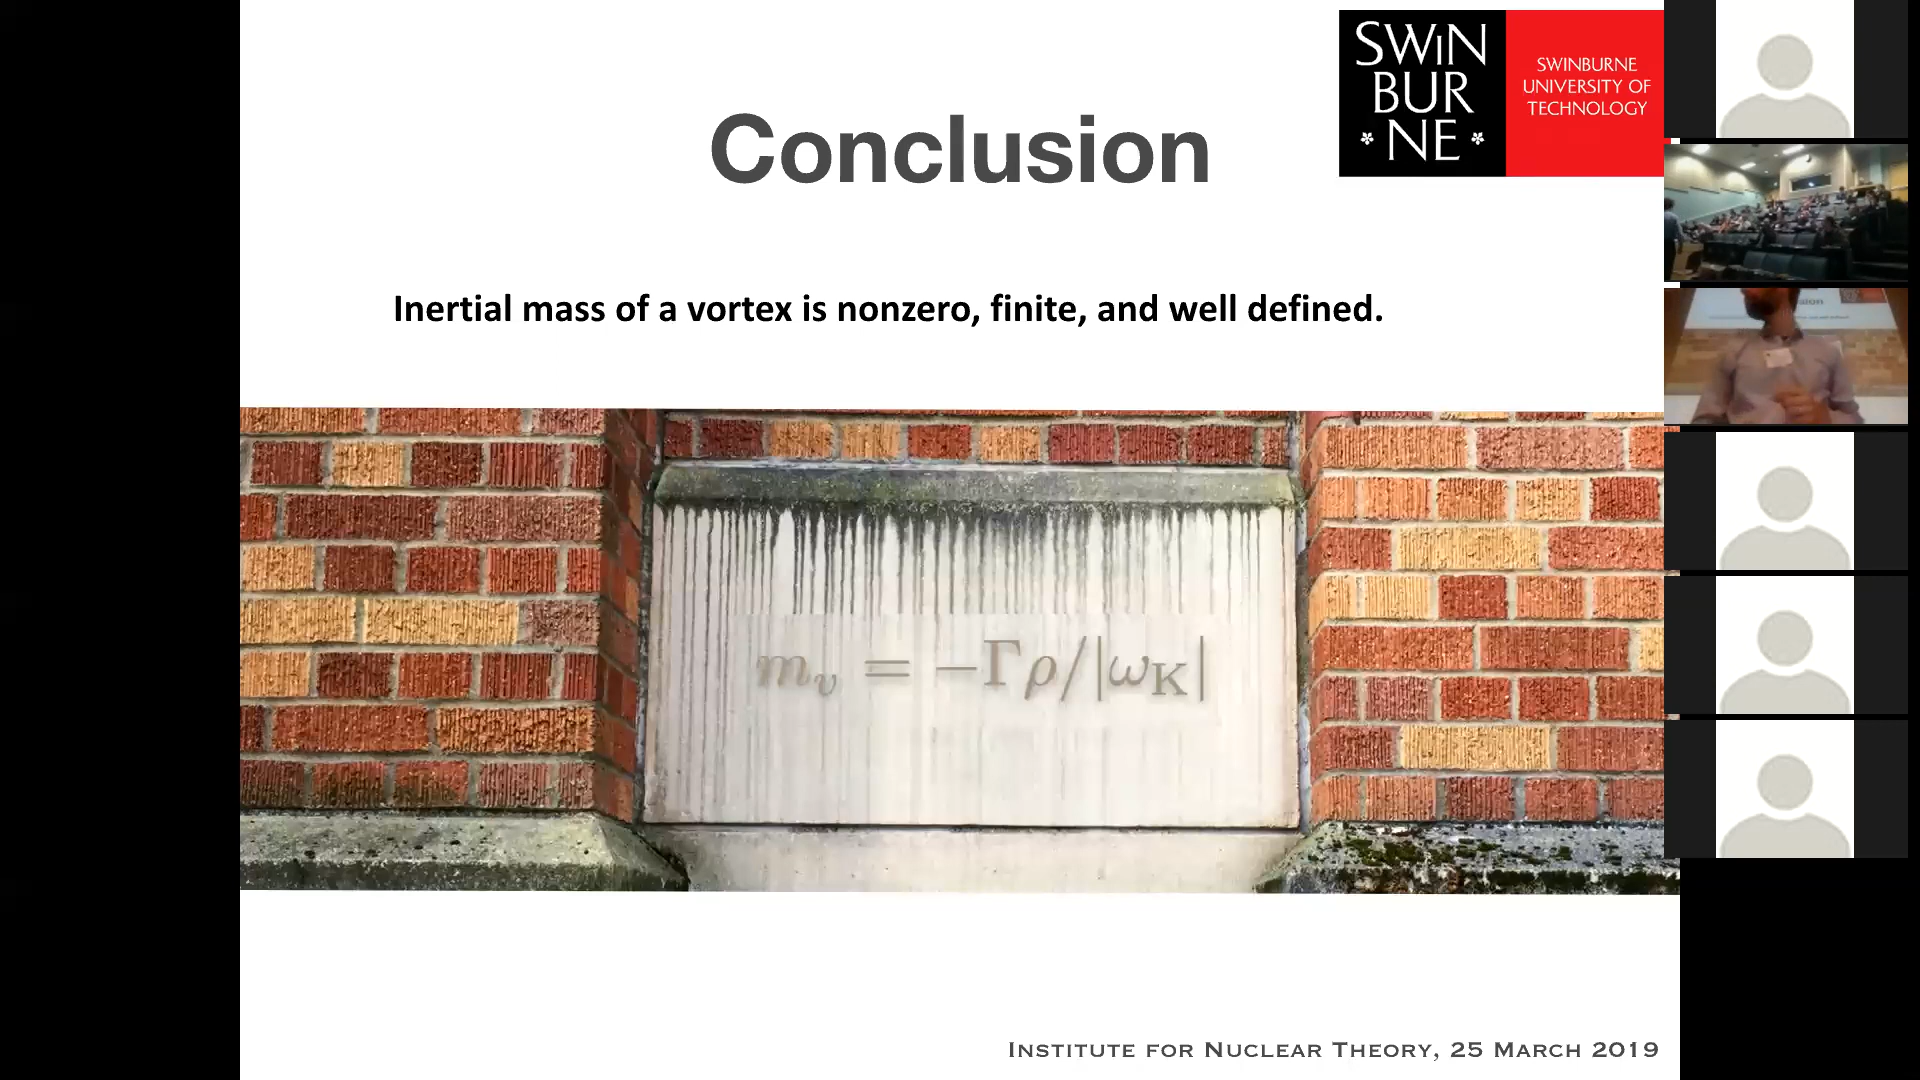 SWiN
BUR
NE
SWINBURNE
UNIVERSITY OF
TECHNOLOGY
Conclusion
Inertial mass of a vortex is nonzero, finite, and well defined.
m_v = −Γρ/|ω_K|
INSTITUTE FOR NUCLEAR THEORY, 25 MARCH 2019